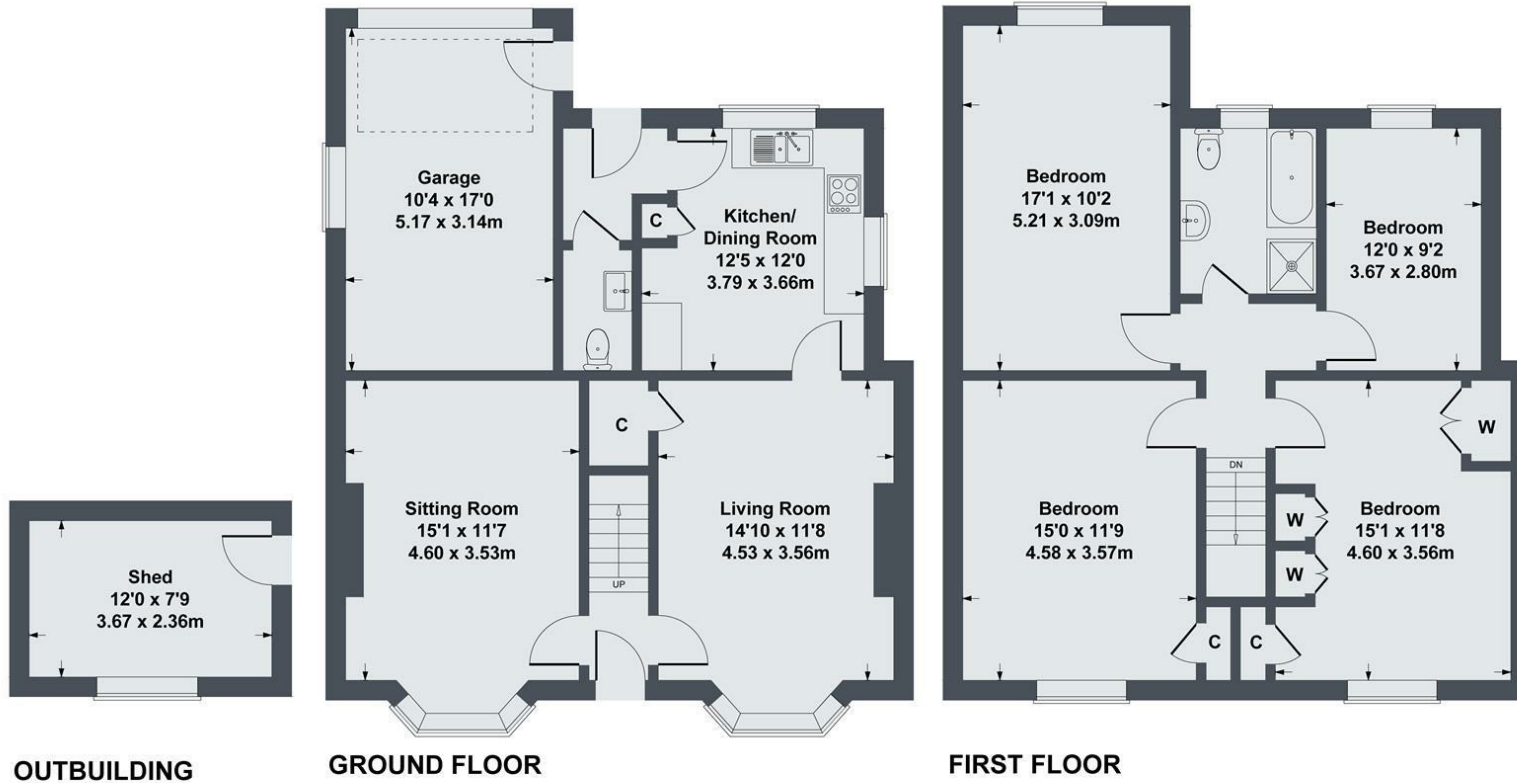 Garage
10'4 x 17'0
5.17 x 3.14m
C
Kitchen/
Dining Room
12'5 x 12'0
3.79 x 3.66m
C
Sitting Room
15'1 x 11'7
4.60 x 3.53m
UP
Living Room
14'10 x 11'8
4.53 x 3.56m
Shed
12'0 x 7'9
3.67 x 2.36m
Bedroom
17'1 x 10'2
5.21 x 3.09m
Bedroom
12'0 x 9'2
3.67 x 2.80m
W
DN
Bedroom
15'0 x 11'9
4.58 x 3.57m
W
W
Bedroom
15'1 x 11'8
4.60 x 3.56m
C
C
OUTBUILDING
GROUND FLOOR
FIRST FLOOR